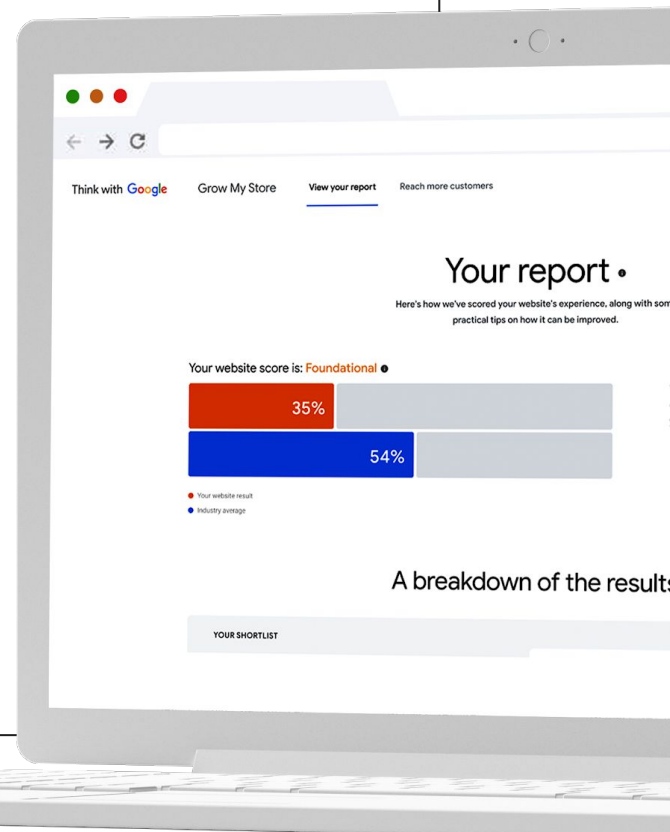 Think with Google Grow My Store View your report Reach more customers
Your report
Here's how we've scored your website's experience, along with som
practical tips on how it can be improved.
Your website score is: Foundational
35%
54%
Your website result
Industry average
A breakdown of the results
YOUR SHORTLIST